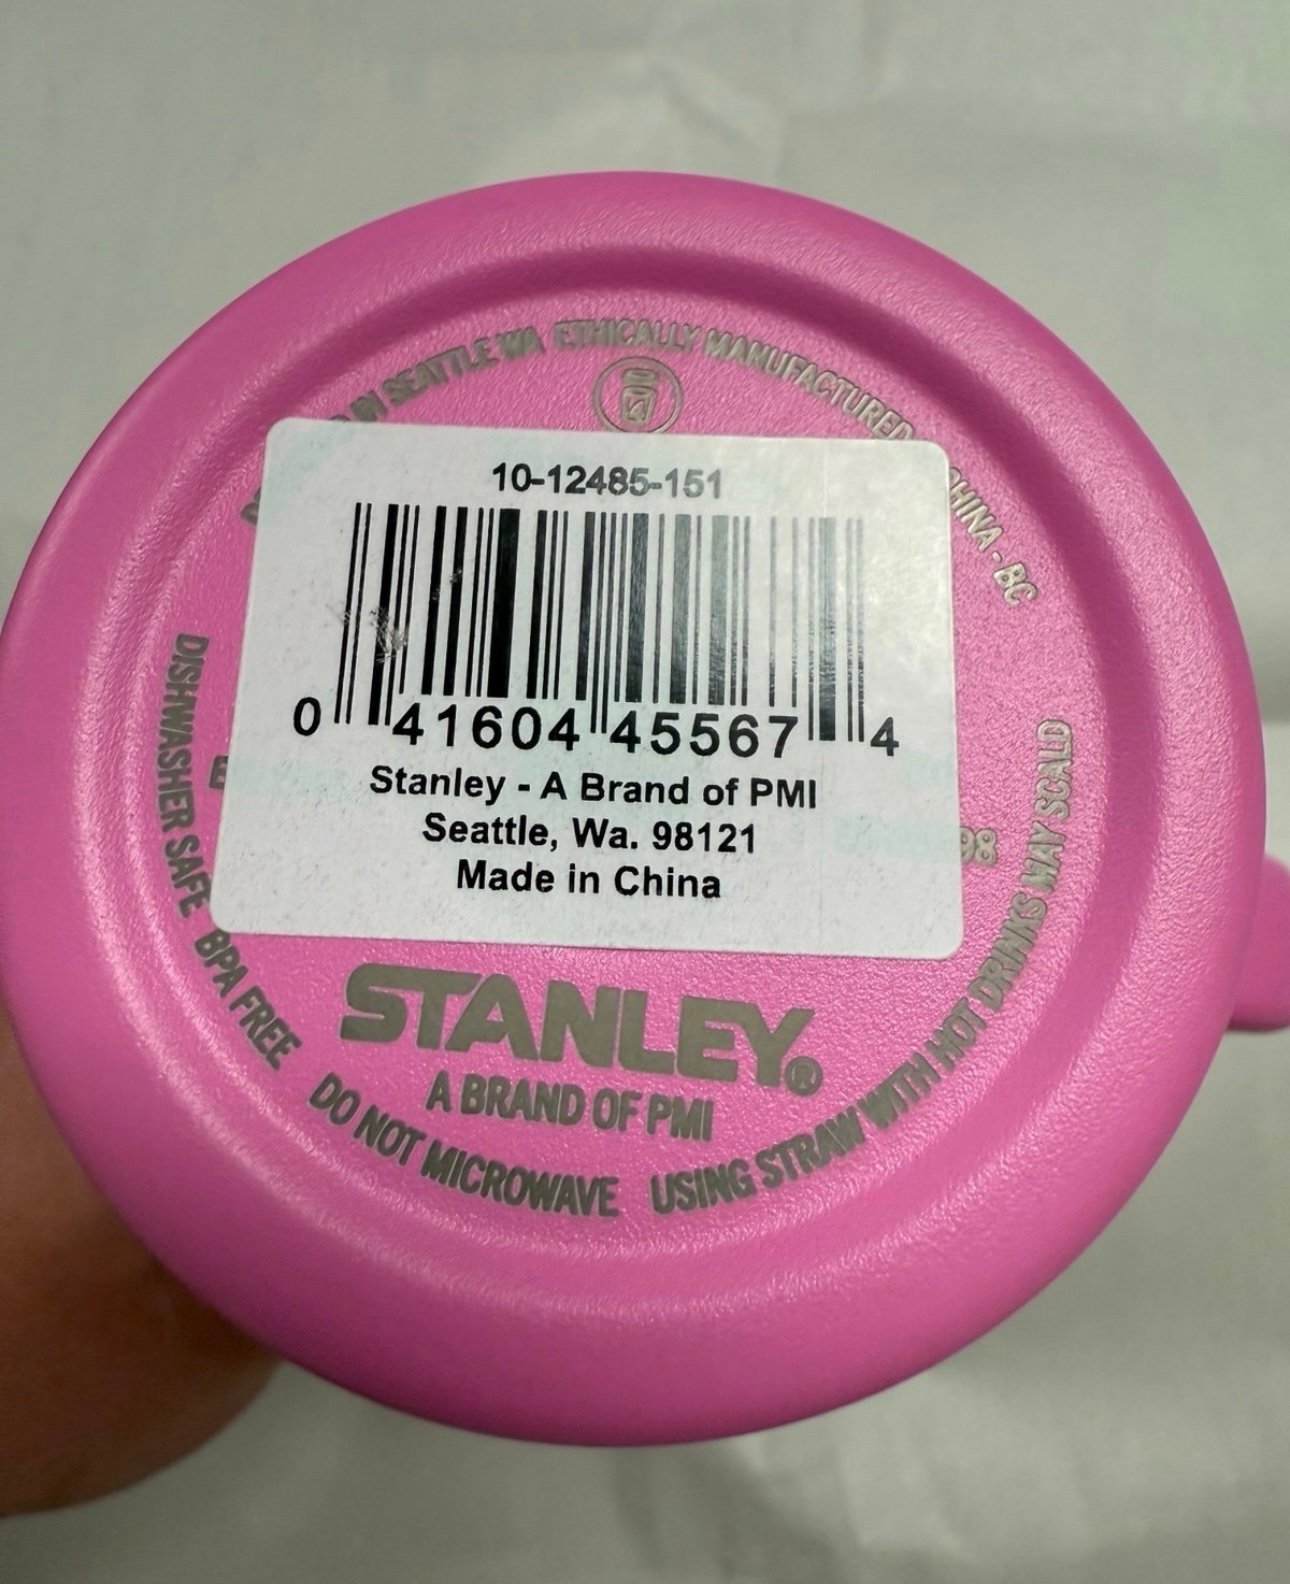 IN SEATTLE WA ETHICALLY MANUFACTURED CHINA - BC
10-12485-151
0 41604 45567 4
Stanley - A Brand of PMI
Seattle, Wa. 98121
Made in China
98
STANLEY®
A BRAND OF PMI
DISHWASHER SAFE BPA FREE DO NOT MICROWAVE USING STRAW WITH HOT DRINKS MAY SCALD